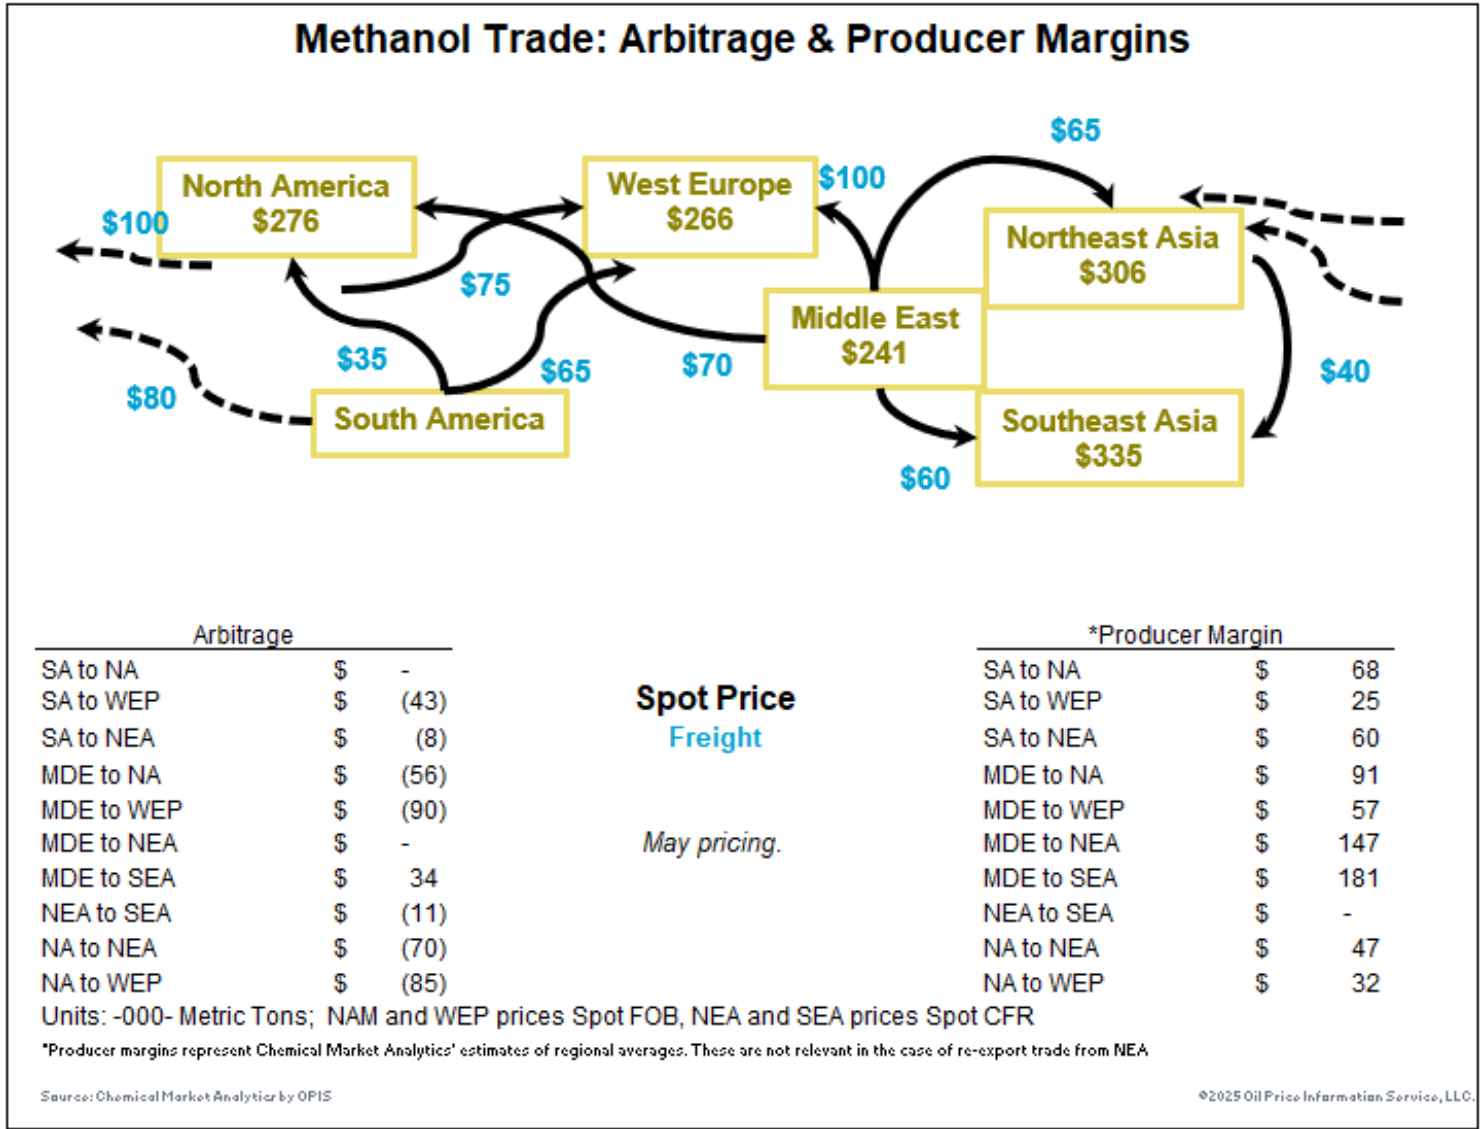 Methanol Trade: Arbitrage & Producer Margins
$65
North America
$276
West Europe
$266
$100
$100
Northeast Asia
$306
$75
Middle East
$241
$35
$65
$70
$40
$80
South America
Southeast Asia
$335
$60
Arbitrage
SA to NA $ -
SA to WEP $ (43)
SA to NEA $ (8)
MDE to NA $ (56)
MDE to WEP $ (90)
MDE to NEA $ -
MDE to SEA $ 34
NEA to SEA $ (11)
NA to NEA $ (70)
NA to WEP $ (85)
Spot Price
Freight
May pricing.
*Producer Margin
SA to NA $ 68
SA to WEP $ 25
SA to NEA $ 60
MDE to NA $ 91
MDE to WEP $ 57
MDE to NEA $ 147
MDE to SEA $ 181
NEA to SEA $ -
NA to NEA $ 47
NA to WEP $ 32
Units: -000- Metric Tons; NAM and WEP prices Spot FOB, NEA and SEA prices Spot CFR
*Producer margins represent Chemical Market Analytics' estimates of regional averages. These are not relevant in the case of re-export trade from NEA
Source: Chemical Market Analytics by OPIS
©2025 Oil Price Information Service, LLC.